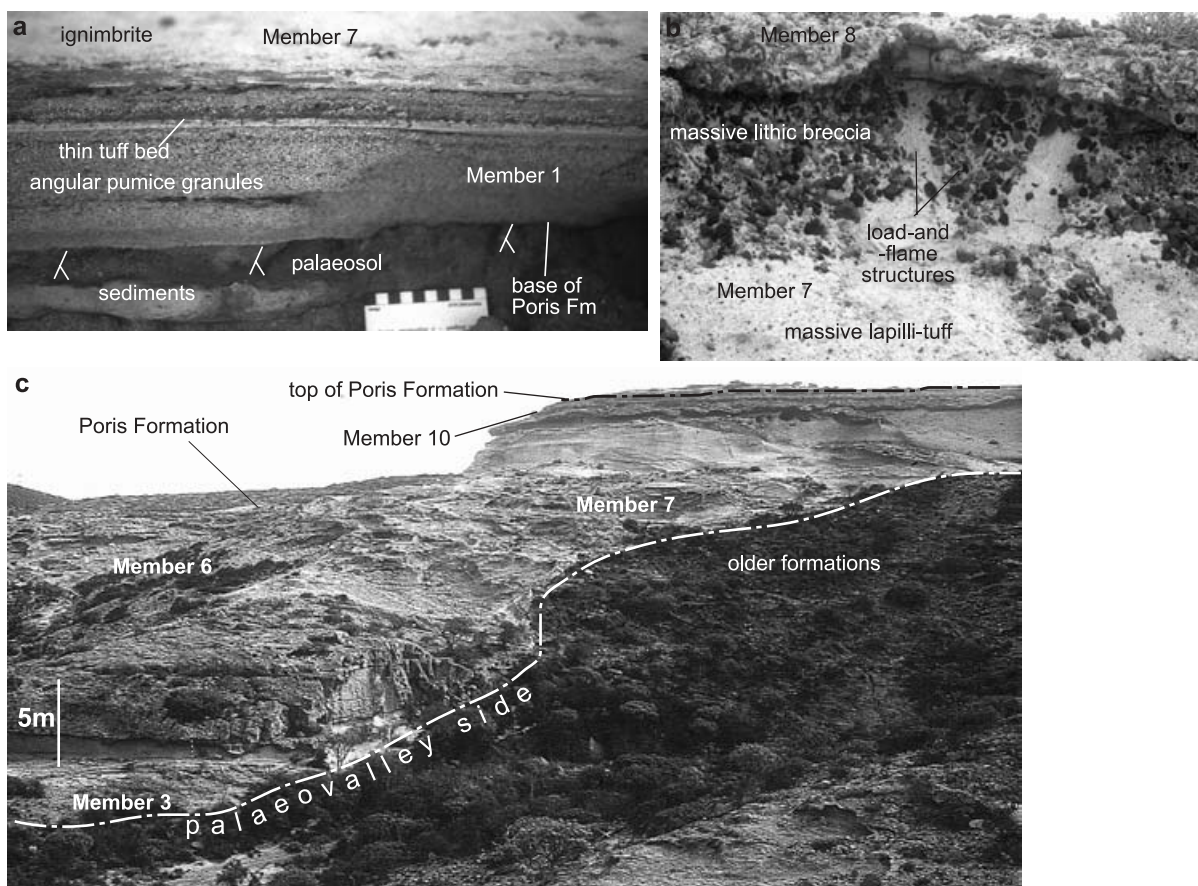 a
ignimbrite
Member 7
thin tuff bed
angular pumice granules
Member 1
palaeosol
sediments
base of
Poris Fm
b
Member 8
massive lithic breccia
load-and
-flame
structures
Member 7
massive lapilli-tuff
c
top of Poris Formation
Poris Formation
Member 10
Member 7
Member 6
older formations
5m
palaeovalley side
Member 3